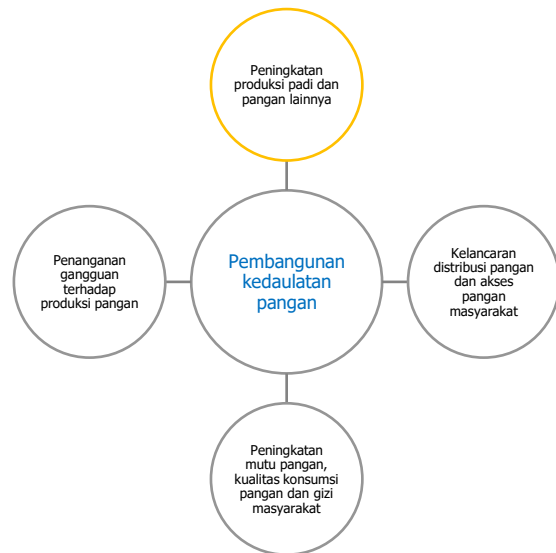 Peningkatan
produksi padi dan
pangan lainnya
Penanganan
gangguan
terhadap
produksi pangan
Pembangunan
kedaulatan
pangan
Kelancaran
distribusi pangan
dan akses
pangan
masyarakat
Peningkatan
mutu pangan,
kualitas konsumsi
pangan dan gizi
masyarakat